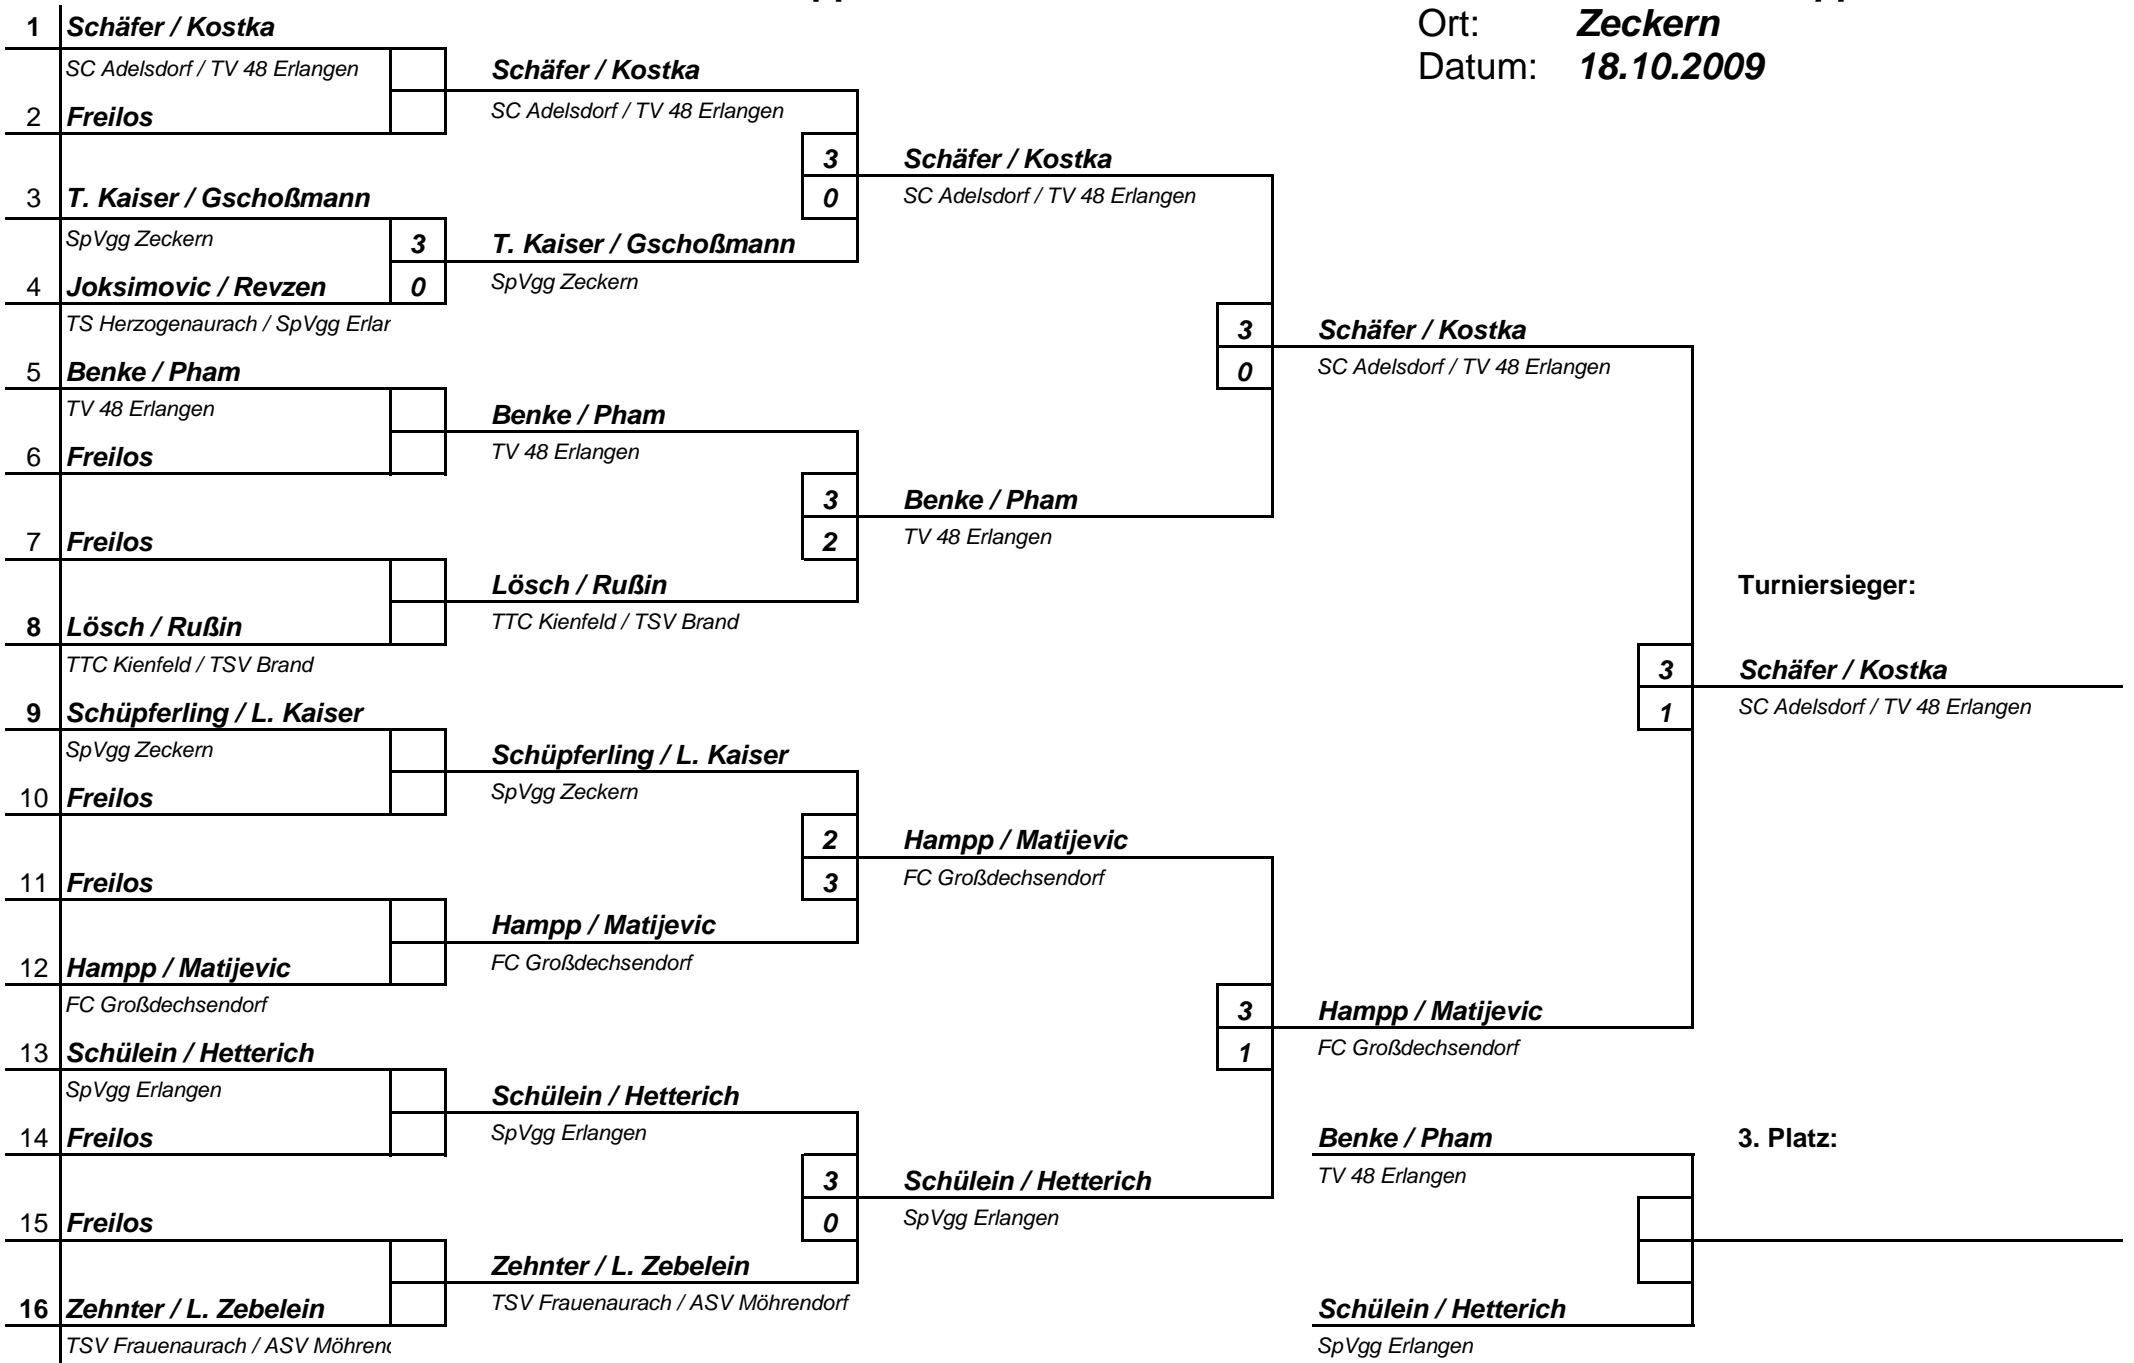 Ort: Zeckern
Datum: 18.10.2009
1 Schäfer / Kostka
SC Adelsdorf / TV 48 Erlangen
2 Freilos
3 T. Kaiser / Gschoßmann
SpVgg Zeckern 3
4 Joksimovic / Revzen 0
TS Herzogenaurach / SpVgg Erlan
5 Benke / Pham
TV 48 Erlangen
6 Freilos
7 Freilos
8 Lösch / Rußin
TTC Kienfeld / TSV Brand
9 Schüpferling / L. Kaiser
SpVgg Zeckern
10 Freilos
11 Freilos
12 Hampp / Matijevic
FC Großdechsendorf
13 Schülein / Hetterich
SpVgg Erlangen
14 Freilos
15 Freilos
16 Zehnter / L. Zebelein
TSV Frauenaurach / ASV Möhrend
Schäfer / Kostka
SC Adelsdorf / TV 48 Erlangen
3
0
T. Kaiser / Gschoßmann
SpVgg Zeckern
Benke / Pham
TV 48 Erlangen
3
2
Lösch / Rußin
TTC Kienfeld / TSV Brand
Schüpferling / L. Kaiser
SpVgg Zeckern
2
3
Hampp / Matijevic
FC Großdechsendorf
Schülein / Hetterich
SpVgg Erlangen
3
0
Zehnter / L. Zebelein
TSV Frauenaurach / ASV Möhrendorf
Schäfer / Kostka
SC Adelsdorf / TV 48 Erlangen
3
0
Benke / Pham
TV 48 Erlangen
Hampp / Matijevic
FC Großdechsendorf
3
1
Schülein / Hetterich
SpVgg Erlangen
Schäfer / Kostka
SC Adelsdorf / TV 48 Erlangen
3
1
Hampp / Matijevic
FC Großdechsendorf
Turniersieger:
Schäfer / Kostka
SC Adelsdorf / TV 48 Erlangen
Benke / Pham
TV 48 Erlangen
3. Platz:
Schülein / Hetterich
SpVgg Erlangen